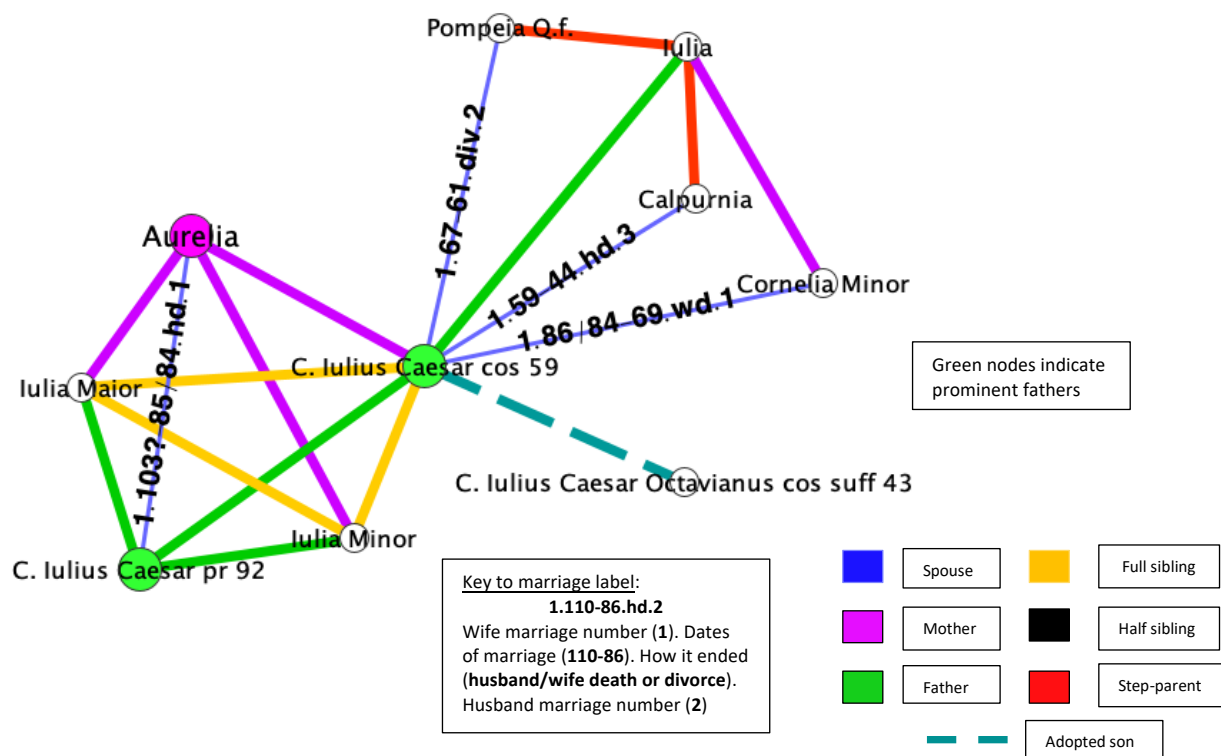 Pompeia Q.f.
Iulia
1.67-61.div.2
Calpurnia
Aurelia
1.59-44.hd.3
Cornelia Minor
1.86/84-69.wd.1
1.103?-85/84.hd.1
C. Iulius Caesar cos 59
Iulia Maior
Green nodes indicate
prominent fathers
C. Iulius Caesar Octavianus cos suff 43
Iulia Minor
C. Iulius Caesar pr 92
Key to marriage label:
1.110-86.hd.2
Wife marriage number (1). Dates
of marriage (110-86). How it ended
(husband/wife death or divorce).
Husband marriage number (2)
Spouse
Full sibling
Mother
Half sibling
Father
Step-parent
Adopted son